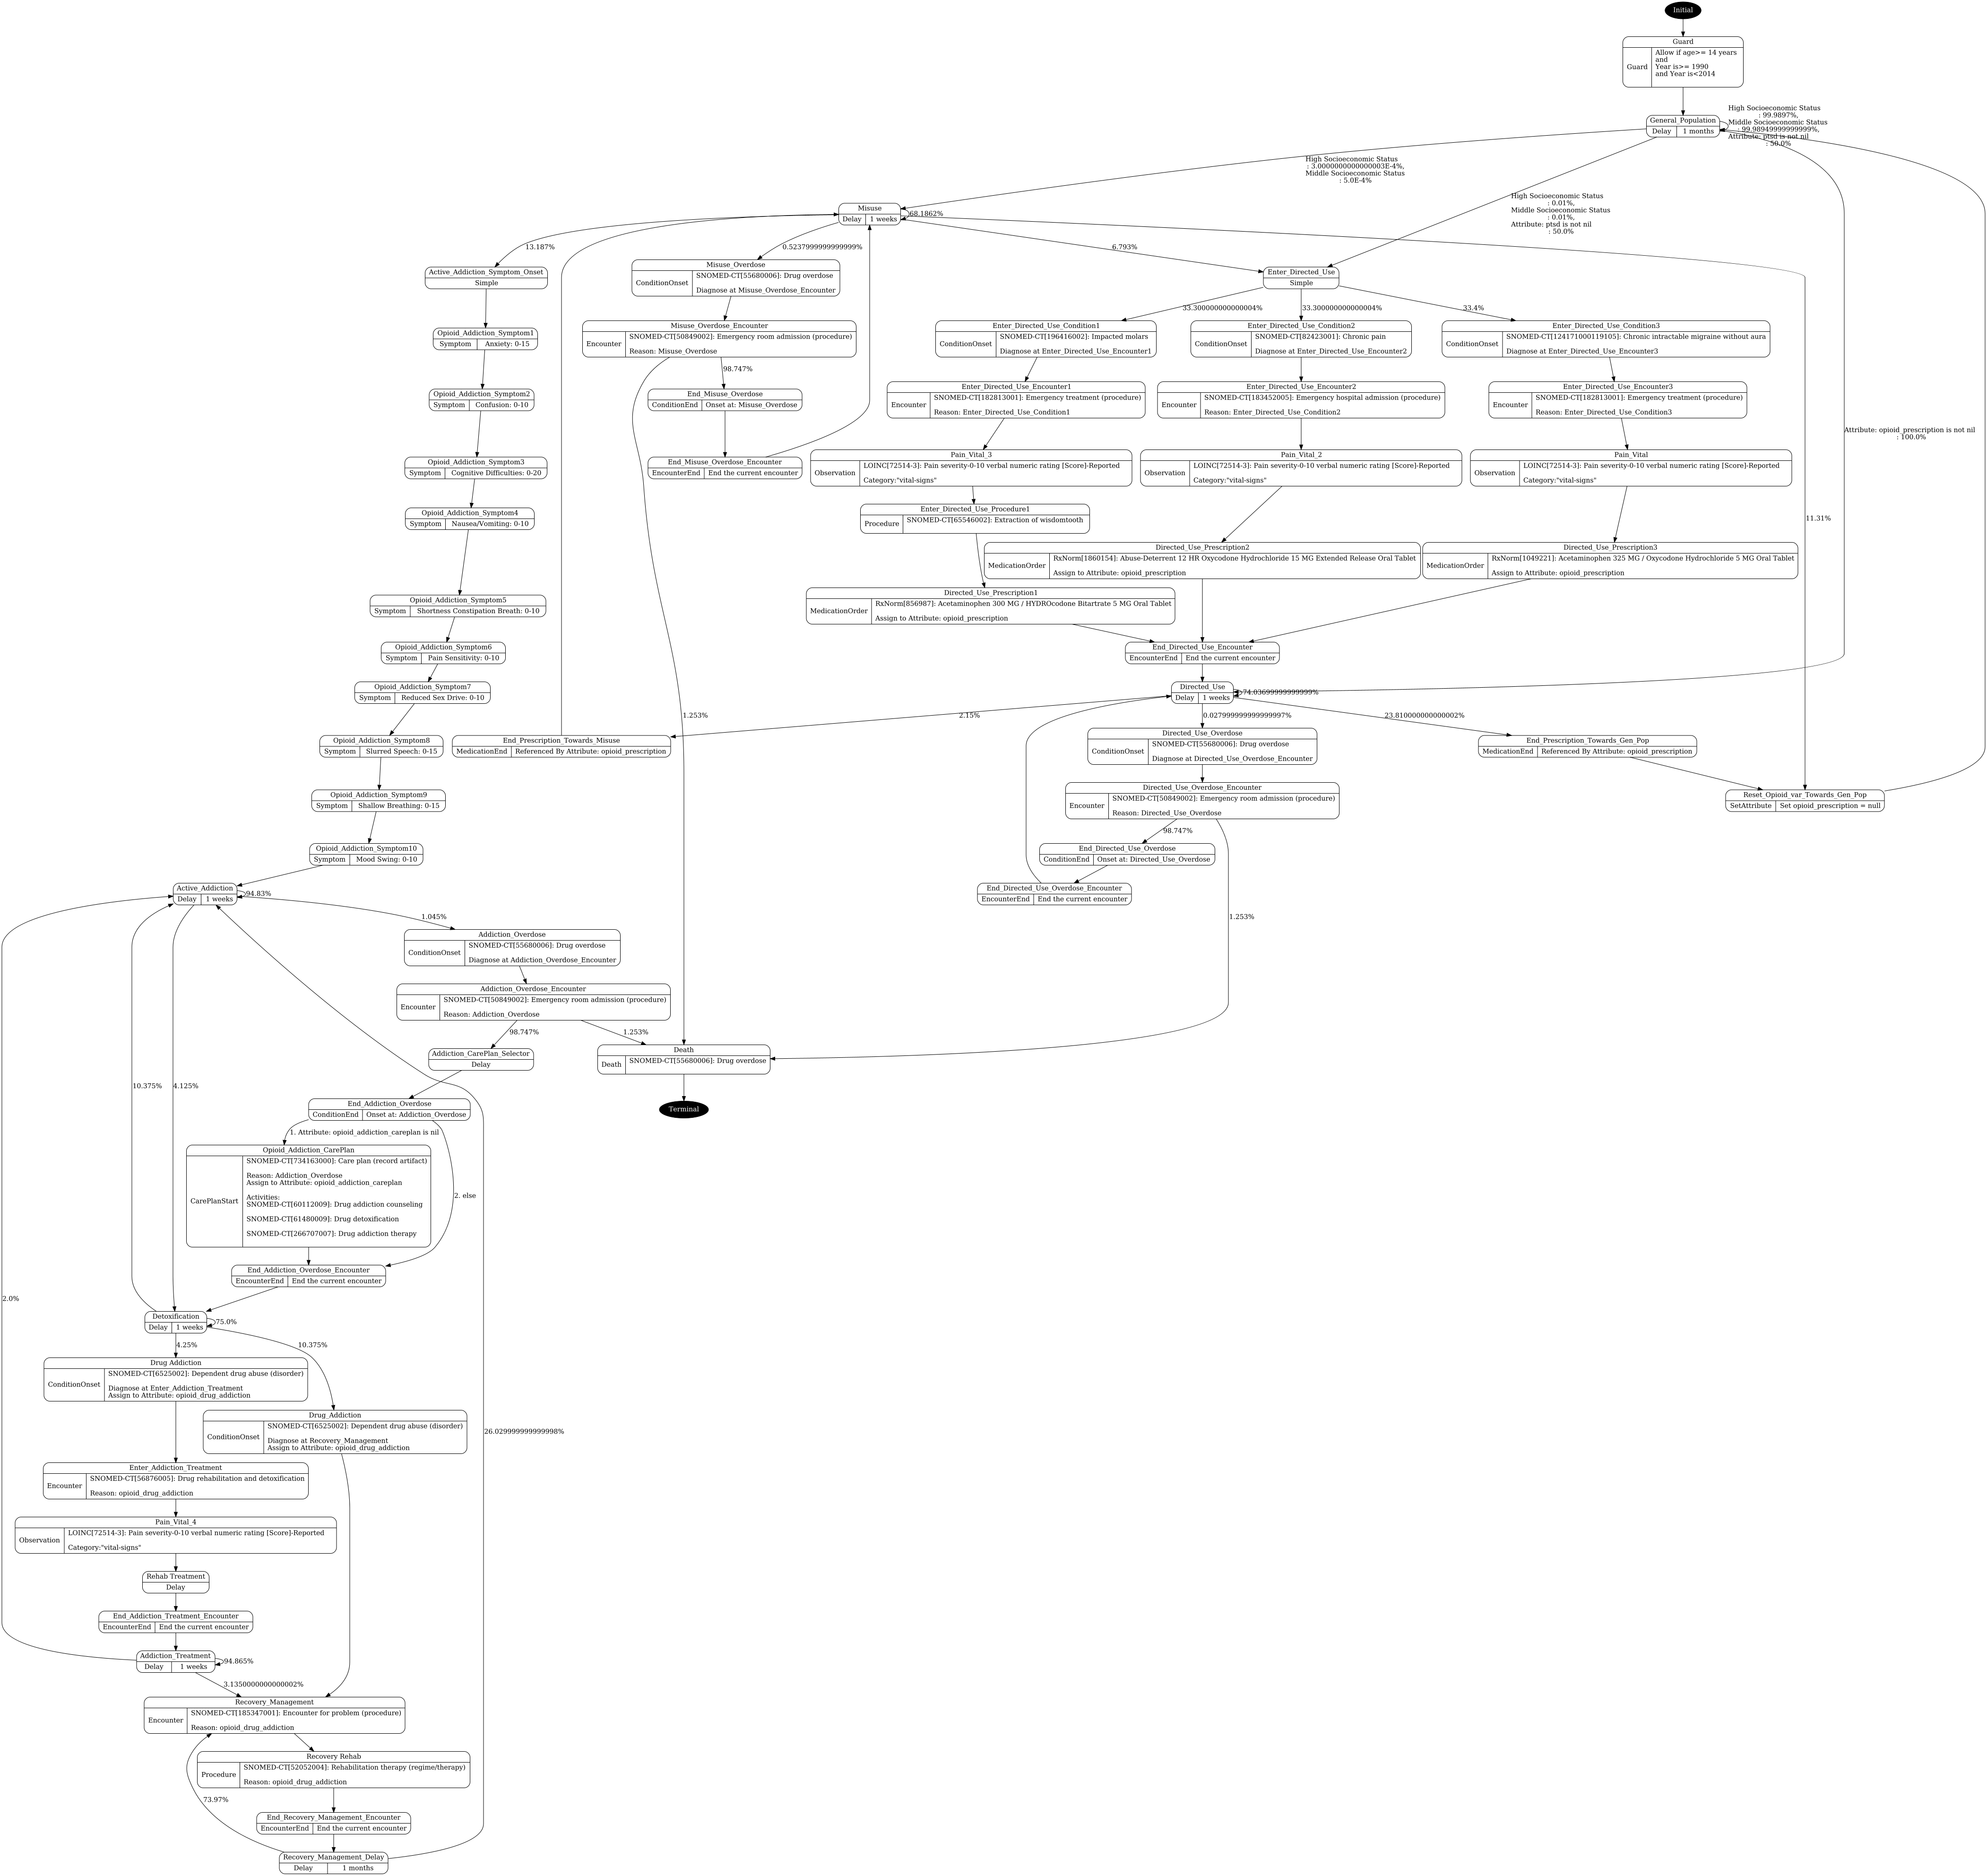 Initial
Guard
Guard
Allow if age>= 14 years
and
Year is>= 1990
and Year is<2014
General_Population
Delay
1 months
High Socioeconomic Status
: 99.9897%,
Middle Socioeconomic Status
: 99.98949999999999%,
Attribute: ptsd is not nil
: 50.0%
High Socioeconomic Status
: 3.0000000000000003E-4%,
Middle Socioeconomic Status
: 5.0E-4%
High Socioeconomic Status
: 0.01%,
Middle Socioeconomic Status
: 0.01%,
Attribute: ptsd is not nil
: 50.0%
Misuse
Delay
1 weeks
68.1862%
13.187%
0.5237999999999999%
6.793%
11.31%
Attribute: opioid_prescription is not nil
: 100.0%
Active_Addiction_Symptom_Onset
Simple
Misuse_Overdose
ConditionOnset
SNOMED-CT[55680006]: Drug overdose
Diagnose at Misuse_Overdose_Encounter
Enter_Directed_Use
Simple
33.300000000000004%
33.300000000000004%
33.4%
Opioid_Addiction_Symptom1
Symptom
Anxiety: 0-15
Misuse_Overdose_Encounter
Encounter
SNOMED-CT[50849002]: Emergency room admission (procedure)
Reason: Misuse_Overdose
Enter_Directed_Use_Condition1
ConditionOnset
SNOMED-CT[196416002]: Impacted molars
Diagnose at Enter_Directed_Use_Encounter1
Enter_Directed_Use_Condition2
ConditionOnset
SNOMED-CT[82423001]: Chronic pain
Diagnose at Enter_Directed_Use_Encounter2
Enter_Directed_Use_Condition3
ConditionOnset
SNOMED-CT[124171000119105]: Chronic intractable migraine without aura
Diagnose at Enter_Directed_Use_Encounter3
98.747%
Opioid_Addiction_Symptom2
Symptom
Confusion: 0-10
End_Misuse_Overdose
ConditionEnd
Onset at: Misuse_Overdose
Enter_Directed_Use_Encounter1
Encounter
SNOMED-CT[182813001]: Emergency treatment (procedure)
Reason: Enter_Directed_Use_Condition1
Enter_Directed_Use_Encounter2
Encounter
SNOMED-CT[183452005]: Emergency hospital admission (procedure)
Reason: Enter_Directed_Use_Condition2
Enter_Directed_Use_Encounter3
Encounter
SNOMED-CT[182813001]: Emergency treatment (procedure)
Reason: Enter_Directed_Use_Condition3
Opioid_Addiction_Symptom3
Symptom
Cognitive Difficulties: 0-20
End_Misuse_Overdose_Encounter
EncounterEnd
End the current encounter
Pain_Vital_3
Observation
LOINC[72514-3]: Pain severity-0-10 verbal numeric rating [Score]-Reported
Category:"vital-signs"
Pain_Vital_2
Observation
LOINC[72514-3]: Pain severity-0-10 verbal numeric rating [Score]-Reported
Category:"vital-signs"
Pain_Vital
Observation
LOINC[72514-3]: Pain severity-0-10 verbal numeric rating [Score]-Reported
Category:"vital-signs"
Opioid_Addiction_Symptom4
Symptom
Nausea/Vomiting: 0-10
Enter_Directed_Use_Procedure1
Procedure
SNOMED-CT[65546002]: Extraction of wisdomtooth
Directed_Use_Prescription2
MedicationOrder
RxNorm[1860154]: Abuse-Deterrent 12 HR Oxycodone Hydrochloride 15 MG Extended Release Oral Tablet
Assign to Attribute: opioid_prescription
Directed_Use_Prescription3
MedicationOrder
RxNorm[1049221]: Acetaminophen 325 MG / Oxycodone Hydrochloride 5 MG Oral Tablet
Assign to Attribute: opioid_prescription
Opioid_Addiction_Symptom5
Symptom
Shortness Constipation Breath: 0-10
Directed_Use_Prescription1
MedicationOrder
RxNorm[856987]: Acetaminophen 300 MG / HYDROcodone Bitartrate 5 MG Oral Tablet
Assign to Attribute: opioid_prescription
Opioid_Addiction_Symptom6
Symptom
Pain Sensitivity: 0-10
End_Directed_Use_Encounter
EncounterEnd
End the current encounter
Opioid_Addiction_Symptom7
Symptom
Reduced Sex Drive: 0-10
Directed_Use
Delay
1 weeks
74.03699999999999%
1.253%
2.15%
0.027999999999999997%
23.810000000000002%
Opioid_Addiction_Symptom8
Symptom
Slurred Speech: 0-15
End_Prescription_Towards_Misuse
MedicationEnd
Referenced By Attribute: opioid_prescription
Directed_Use_Overdose
ConditionOnset
SNOMED-CT[55680006]: Drug overdose
Diagnose at Directed_Use_Overdose_Encounter
End_Prescription_Towards_Gen_Pop
MedicationEnd
Referenced By Attribute: opioid_prescription
Opioid_Addiction_Symptom9
Symptom
Shallow Breathing: 0-15
Directed_Use_Overdose_Encounter
Encounter
SNOMED-CT[50849002]: Emergency room admission (procedure)
Reason: Directed_Use_Overdose
Reset_Opioid_var_Towards_Gen_Pop
SetAttribute
Set opioid_prescription = null
98.747%
Opioid_Addiction_Symptom10
Symptom
Mood Swing: 0-10
End_Directed_Use_Overdose
ConditionEnd
Onset at: Directed_Use_Overdose
Active_Addiction
Delay
1 weeks
94.83%
End_Directed_Use_Overdose_Encounter
EncounterEnd
End the current encounter
1.045%
1.253%
Addiction_Overdose
ConditionOnset
SNOMED-CT[55680006]: Drug overdose
Diagnose at Addiction_Overdose_Encounter
Addiction_Overdose_Encounter
Encounter
SNOMED-CT[50849002]: Emergency room admission (procedure)
Reason: Addiction_Overdose
98.747%
1.253%
Addiction_CarePlan_Selector
Delay
Death
Death
SNOMED-CT[55680006]: Drug overdose
10.375%
4.125%
End_Addiction_Overdose
ConditionEnd
Onset at: Addiction_Overdose
Terminal
1. Attribute: opioid_addiction_careplan is nil
Opioid_Addiction_CarePlan
CarePlanStart
SNOMED-CT[734163000]: Care plan (record artifact)
Reason: Addiction_Overdose
Assign to Attribute: opioid_addiction_careplan
Activities:
SNOMED-CT[60112009]: Drug addiction counseling
SNOMED-CT[61480009]: Drug detoxification
SNOMED-CT[266707007]: Drug addiction therapy
2. else
End_Addiction_Overdose_Encounter
EncounterEnd
End the current encounter
2.0%
Detoxification
Delay
1 weeks
75.0%
4.25%
10.375%
Drug Addiction
ConditionOnset
SNOMED-CT[6525002]: Dependent drug abuse (disorder)
Diagnose at Enter_Addiction_Treatment
Assign to Attribute: opioid_drug_addiction
Drug_Addiction
ConditionOnset
SNOMED-CT[6525002]: Dependent drug abuse (disorder)
Diagnose at Recovery_Management
Assign to Attribute: opioid_drug_addiction
26.029999999999998%
Enter_Addiction_Treatment
Encounter
SNOMED-CT[56876005]: Drug rehabilitation and detoxification
Reason: opioid_drug_addiction
Pain_Vital_4
Observation
LOINC[72514-3]: Pain severity-0-10 verbal numeric rating [Score]-Reported
Category:"vital-signs"
Rehab Treatment
Delay
End_Addiction_Treatment_Encounter
EncounterEnd
End the current encounter
Addiction_Treatment
Delay
1 weeks
94.865%
3.1350000000000002%
Recovery_Management
Encounter
SNOMED-CT[185347001]: Encounter for problem (procedure)
Reason: opioid_drug_addiction
Recovery Rehab
Procedure
SNOMED-CT[52052004]: Rehabilitation therapy (regime/therapy)
Reason: opioid_drug_addiction
73.97%
End_Recovery_Management_Encounter
EncounterEnd
End the current encounter
Recovery_Management_Delay
Delay
1 months